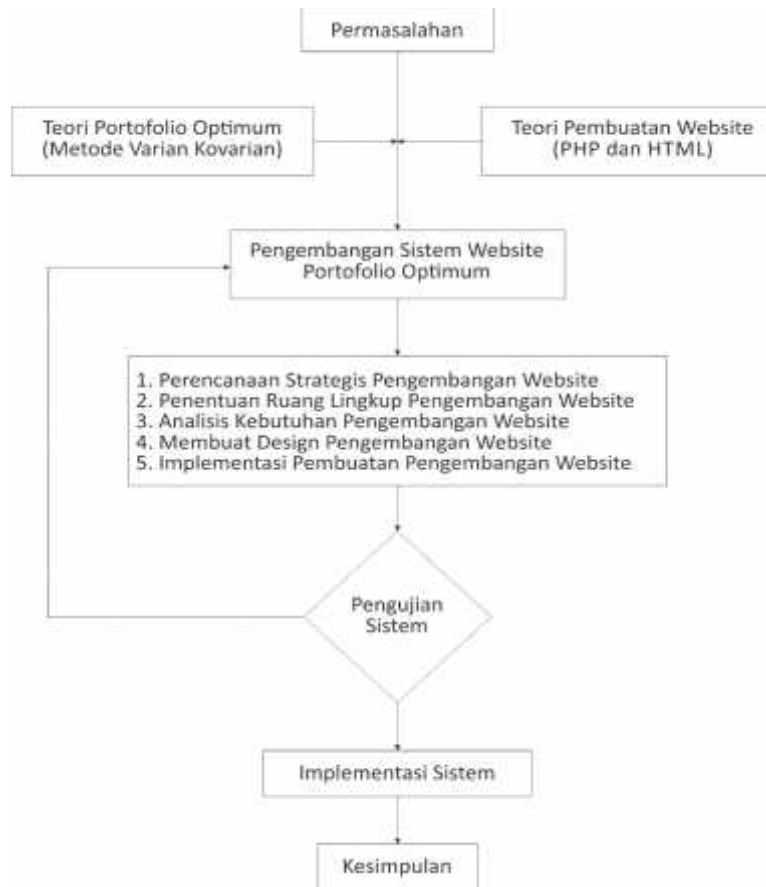 Permasalahan
Teori Portofolio Optimum
(Metode Varian Kovarian)
Teori Pembuatan Website
(PHP dan HTML)
Pengembangan Sistem Website
Portofolio Optimum
1. Perencanaan Strategis Pengembangan Website
2. Penentuan Ruang Lingkup Pengembangan Website
3. Analisis Kebutuhan Pengembangan Website
4. Membuat Design Pengembangan Website
5. Implementasi Pembuatan Pengembangan Website
Pengujian
Sistem
Implementasi Sistem
Kesimpulan